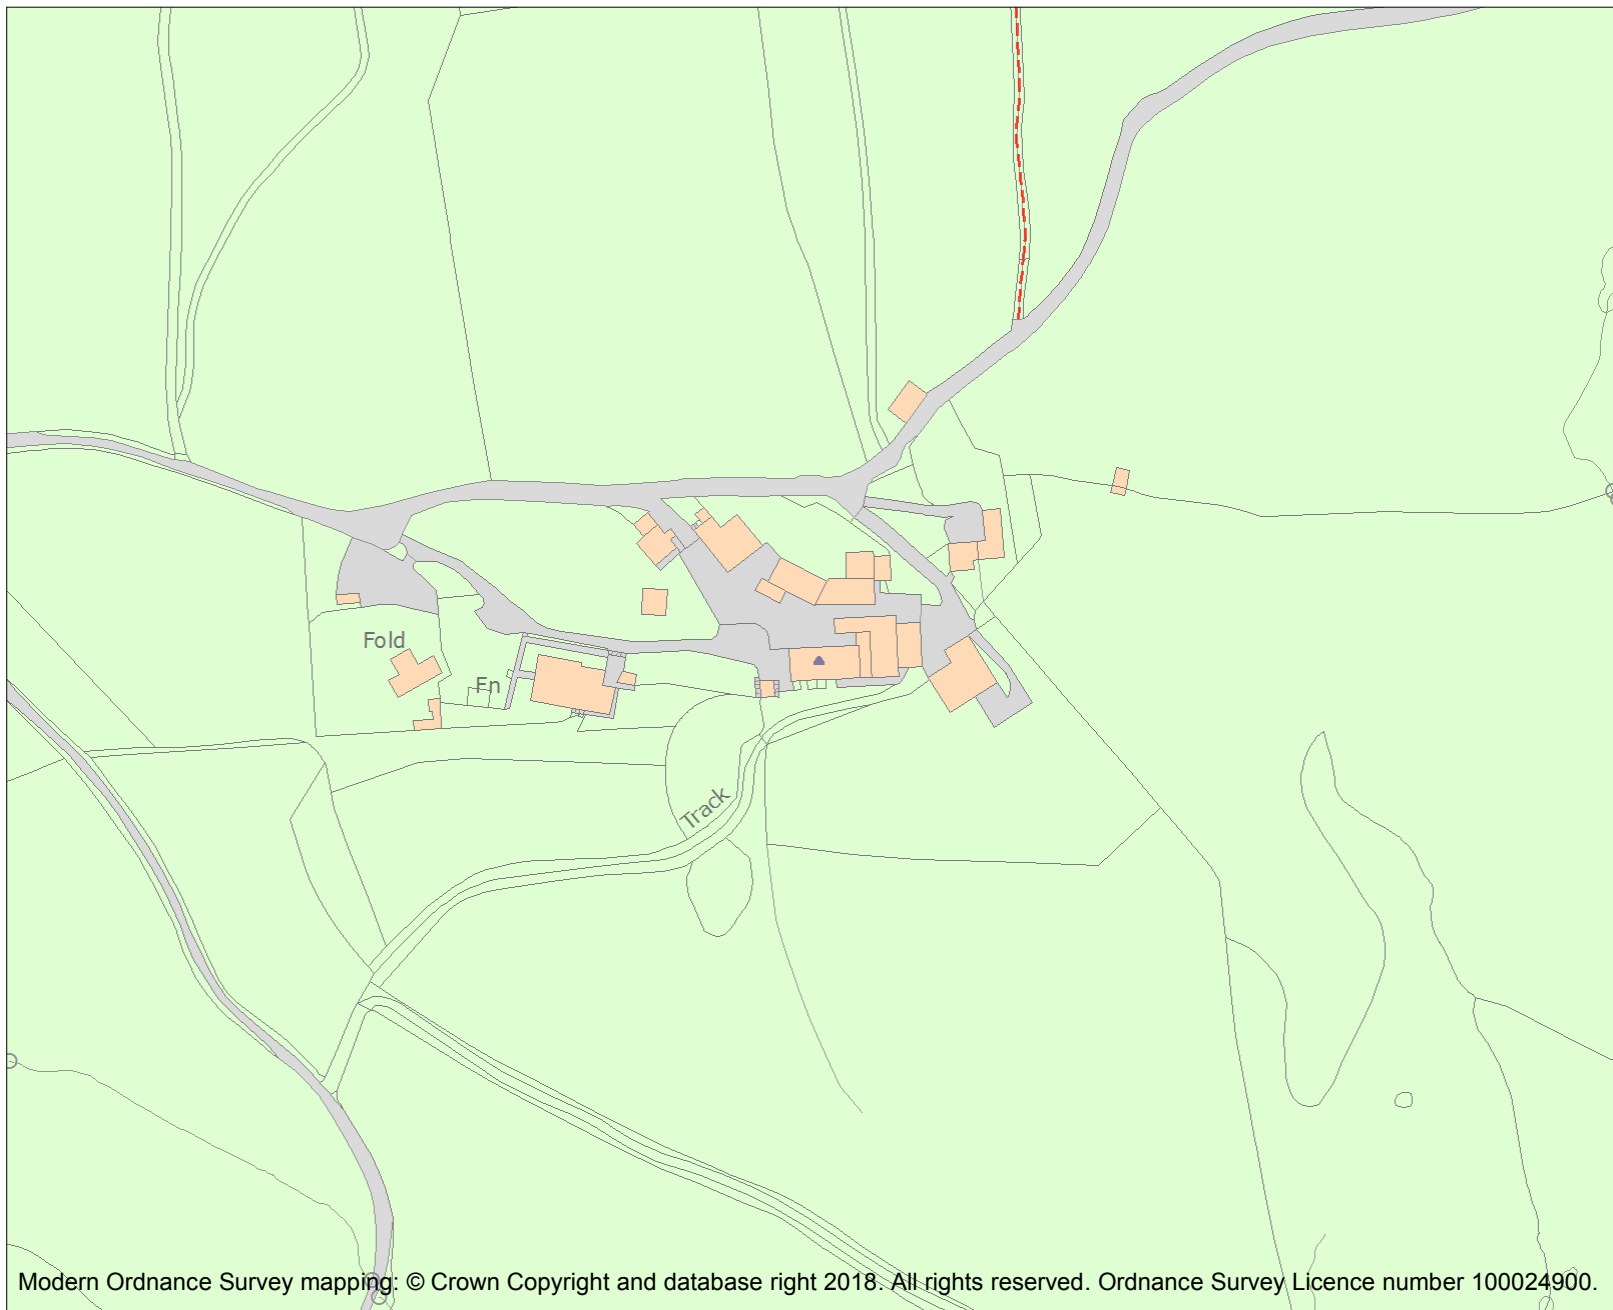 Fold
Fn
Track
Modern Ordnance Survey mapping: © Crown Copyright and database right 2018. All rights reserved. Ordnance Survey Licence number 100024900.